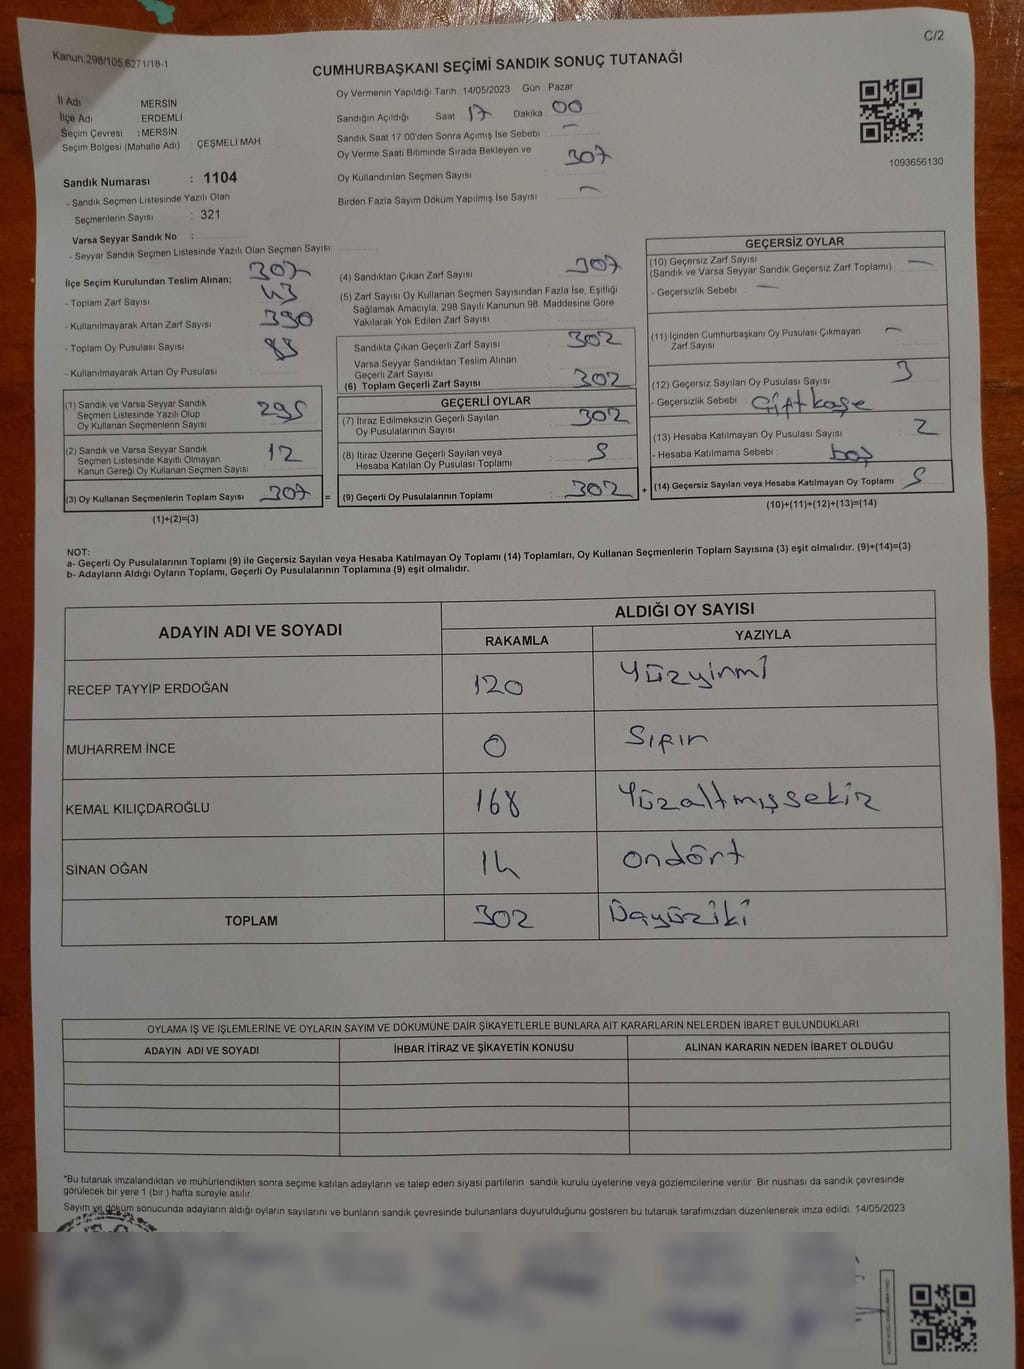 C/2
Kanun:298/105,6271/18-1
CUMHURBAŞKANI SEÇİMİ SANDIK SONUÇ TUTANAĞI
İl Adı MERSİN
İlçe Adı ERDEMLİ
Seçim Çevresi : MERSİN
Seçim Bölgesi (Mahalle Adı) ÇEŞMELİ MAH
Sandık Numarası : 1104
- Sandık Seçmen Listesinde Yazılı Olan
Seçmenlerin Sayısı : 321
Varsa Seyyar Sandık No :
- Seyyar Sandık Seçmen Listesinde Yazılı Olan Seçmen Sayısı
Oy Vermenin Yapıldığı Tarih 14/05/2023 Gün : Pazar
Sandığın Açıldığı Saat 17 Dakika 00
Sandık Saat 17:00'den Sonra Açımış İse Sebebi : -
Oy Verme Saati Bitiminde Sırada Bekleyen ve
Oy Kullandırılan Seçmen Sayısı 307
Birden Fazla Sayım Döküm Yapılmış İse Sayısı -
1093656130
İlçe Seçim Kurulundan Teslim Alınan;
307
- Toplam Zarf Sayısı 43
- Kullanılmayarak Artan Zarf Sayısı 390
- Toplam Oy Pusulası Sayısı 83
- Kullanılmayarak Artan Oy Pusulası
(1) Sandık ve Varsa Seyyar Sandık
Seçmen Listesinde Yazılı Olup
Oy Kullanan Seçmenlerin Sayısı 295
(2) Sandık ve Varsa Seyyar Sandık
Seçmen Listesinde Kayıtlı Olmayan
Kanun Gereği Oy Kullanan Seçmen Sayısı 12
(3) Oy Kullanan Seçmenlerin Toplam Sayısı 307 =
(1)+(2)=(3)
(4) Sandıktan Çıkan Zarf Sayısı 307
(5) Zarf Sayısı Oy Kullanan Seçmen Sayısından Fazla İse, Eşitliği
Sağlamak Amacıyla; 298 Sayılı Kanunun 98. Maddesine Göre
Yakılarak Yok Edilen Zarf Sayısı
Sandıkta Çıkan Geçerli Zarf Sayısı 302
Varsa Seyyar Sandıktan Teslim Alınan
Geçerli Zarf Sayısı
(6) Toplam Geçerli Zarf Sayısı 302
GEÇERLİ OYLAR
(7) İtiraz Edilmeksizin Geçerli Sayılan
Oy Pusulalarının Sayısı 302
(8) İtiraz Üzerine Geçerli Sayılan veya
Hesaba Katılan Oy Pusulası Toplamı
(9) Geçerli Oy Pusulalarının Toplamı 302 +
GEÇERSİZ OYLAR
(10) Geçersiz Zarf Sayısı
(Sandık ve Varsa Seyyar Sandık Geçersiz Zarf Toplamı) -
- Geçersizlik Sebebi : -
(11) İçinden Cumhurbaşkanı Oy Pusulası Çıkmayan
Zarf Sayısı -
(12) Geçersiz Sayılan Oy Pusulası Sayısı 3
- Geçersizlik Sebebi : Çift kaşe
(13) Hesaba Katılmayan Oy Pusulası Sayısı 2
- Hesaba Katılmama Sebebi : boş
(14) Geçersiz Sayılan veya Hesaba Katılmayan Oy Toplamı 5
(10)+(11)+(12)+(13)=(14)
NOT:
a- Geçerli Oy Pusulalarının Toplamı (9) ile Geçersiz Sayılan veya Hesaba Katılmayan Oy Toplamı (14) Toplamları, Oy Kullanan Seçmenlerin Toplam Sayısına (3) eşit olmalıdır. (9)+(14)=(3)
b- Adayların Aldığı Oyların Toplamı, Geçerli Oy Pusulalarının Toplamına (9) eşit olmalıdır.
ADAYIN ADI VE SOYADI ALDIĞI OY SAYISI
RAKAMLA YAZIYLA
RECEP TAYYİP ERDOĞAN 120 Yüzyirmi
MUHARREM İNCE 0 Sıfır
KEMAL KILIÇDAROĞLU 168 Yüzaltmışsekiz
SİNAN OĞAN 14 ondört
TOPLAM 302 Üçyüziki
OYLAMA İŞ VE İŞLEMLERİNE VE OYLARIN SAYIM VE DÖKÜMÜNE DAİR ŞİKAYETLERLE BUNLARA AİT KARARLARIN NELERDEN İBARET BULUNDUKLARI
ADAYIN ADI VE SOYADI İHBAR İTİRAZ VE ŞİKAYETİN KONUSU ALINAN KARARIN NEDEN İBARET OLDUĞU
*Bu tutanak imzalandıktan ve mühürlendikten sonra seçime katılan adayların ve talep eden siyasi partilerin sandık kurulu üyelerine veya gözlemcilerine verilir. Bir nüshası da sandık çevresinde
görülecek bir yere 1 (bir ) hafta süreyle asılır.
Sayım ve döküm sonucunda adayların aldığı oyların sayılarını ve bunların sandık çevresinde bulunanlara duyurulduğunu gösteren bu tutanak tarafımızdan düzenlenerek imza edildi. 14/05/2023